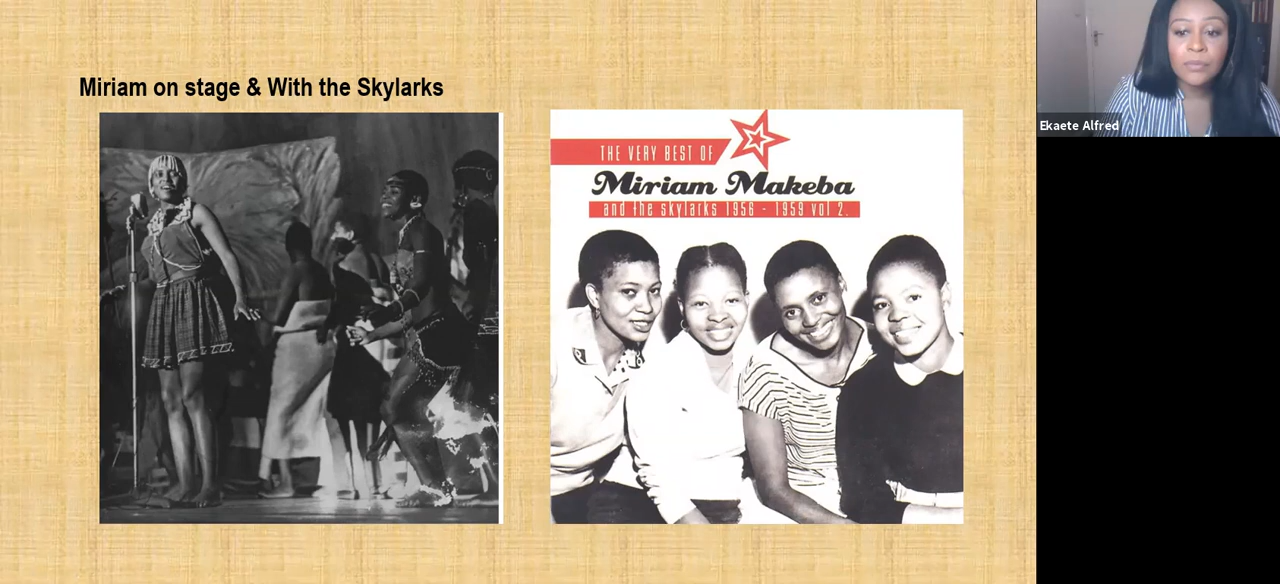 Miriam on stage & With the Skylarks
THE VERY BEST OF
Miriam Makeba
and the skylarks 1956 - 1959 vol 2.
Ekaete Alfred